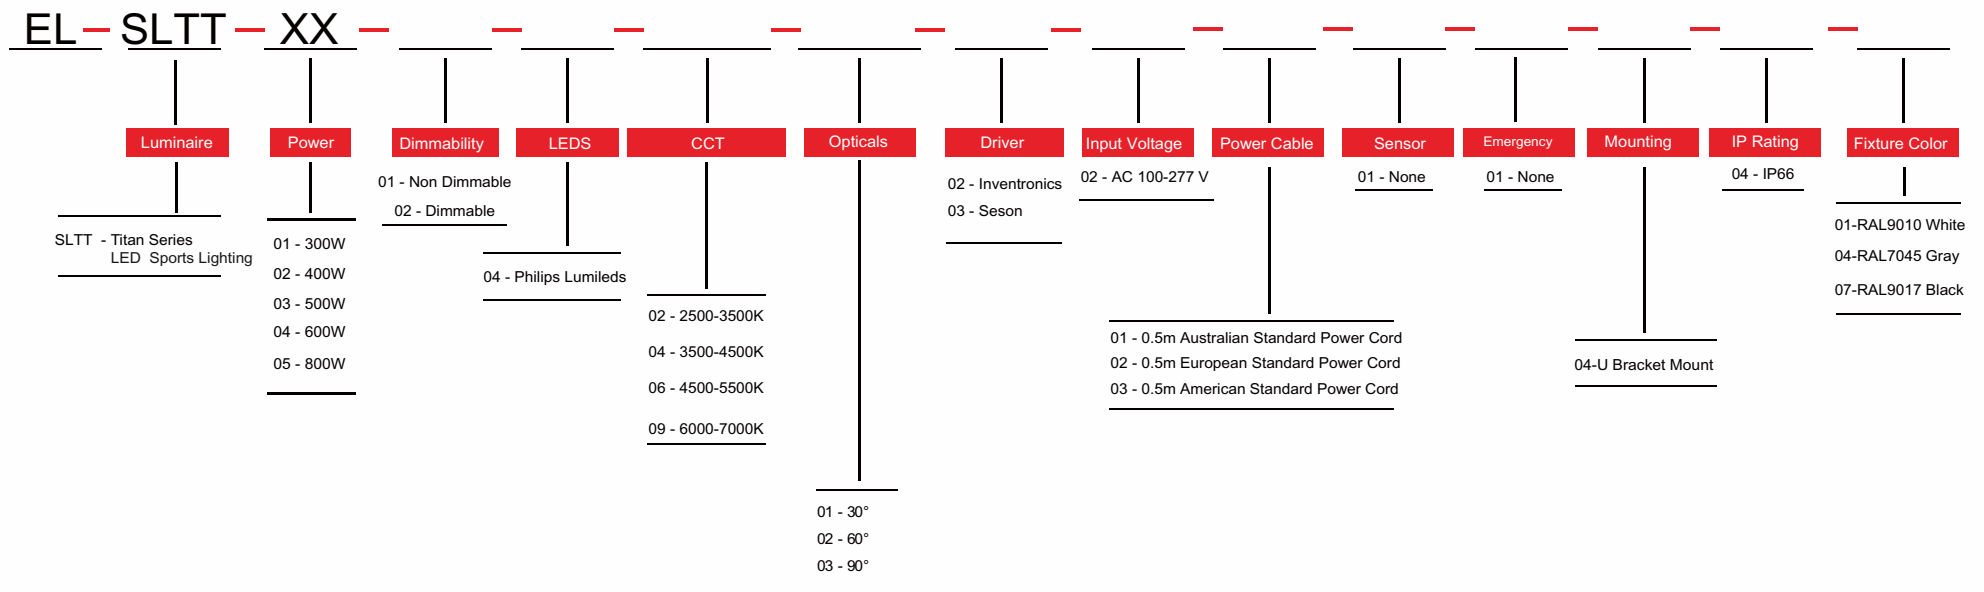 EL – SLTT – XX – – – – – – – – – – – –
Luminaire
SLTT - Titan Series
LED Sports Lighting
Power
01 - 300W
02 - 400W
03 - 500W
04 - 600W
05 - 800W
Dimmability
01 - Non Dimmable
02 - Dimmable
LEDS
04 - Philips Lumileds
CCT
02 - 2500-3500K
04 - 3500-4500K
06 - 4500-5500K
09 - 6000-7000K
Opticals
01 - 30°
02 - 60°
03 - 90°
Driver
02 - Inventronics
03 - Seson
Input Voltage
02 - AC 100-277 V
Power Cable
01 - 0.5m Australian Standard Power Cord
02 - 0.5m European Standard Power Cord
03 - 0.5m American Standard Power Cord
Sensor
01 - None
Emergency
01 - None
Mounting
04-U Bracket Mount
IP Rating
04 - IP66
Fixture Color
01-RAL9010 White
04-RAL7045 Gray
07-RAL9017 Black